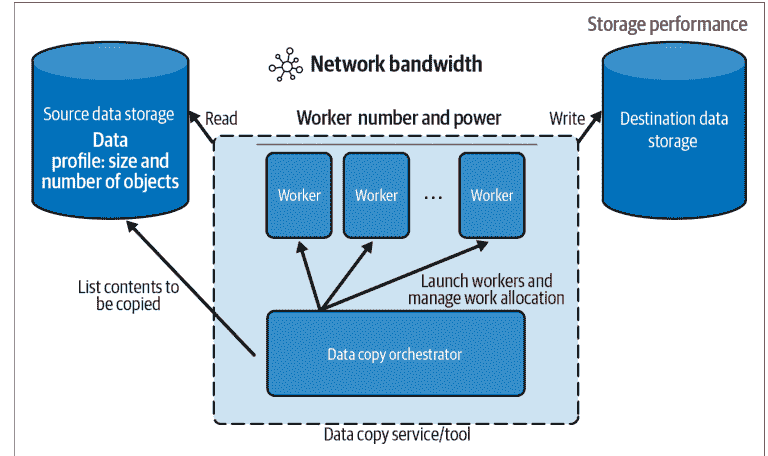 Storage performance
Network bandwidth
Source data storage
Data
profile: size and
number of objects
Read
Worker number and power
Write
Destination data
storage
Worker
Worker
...
Worker
List contents to
be copied
Launch workers and
manage work allocation
Data copy orchestrator
Data copy service/tool